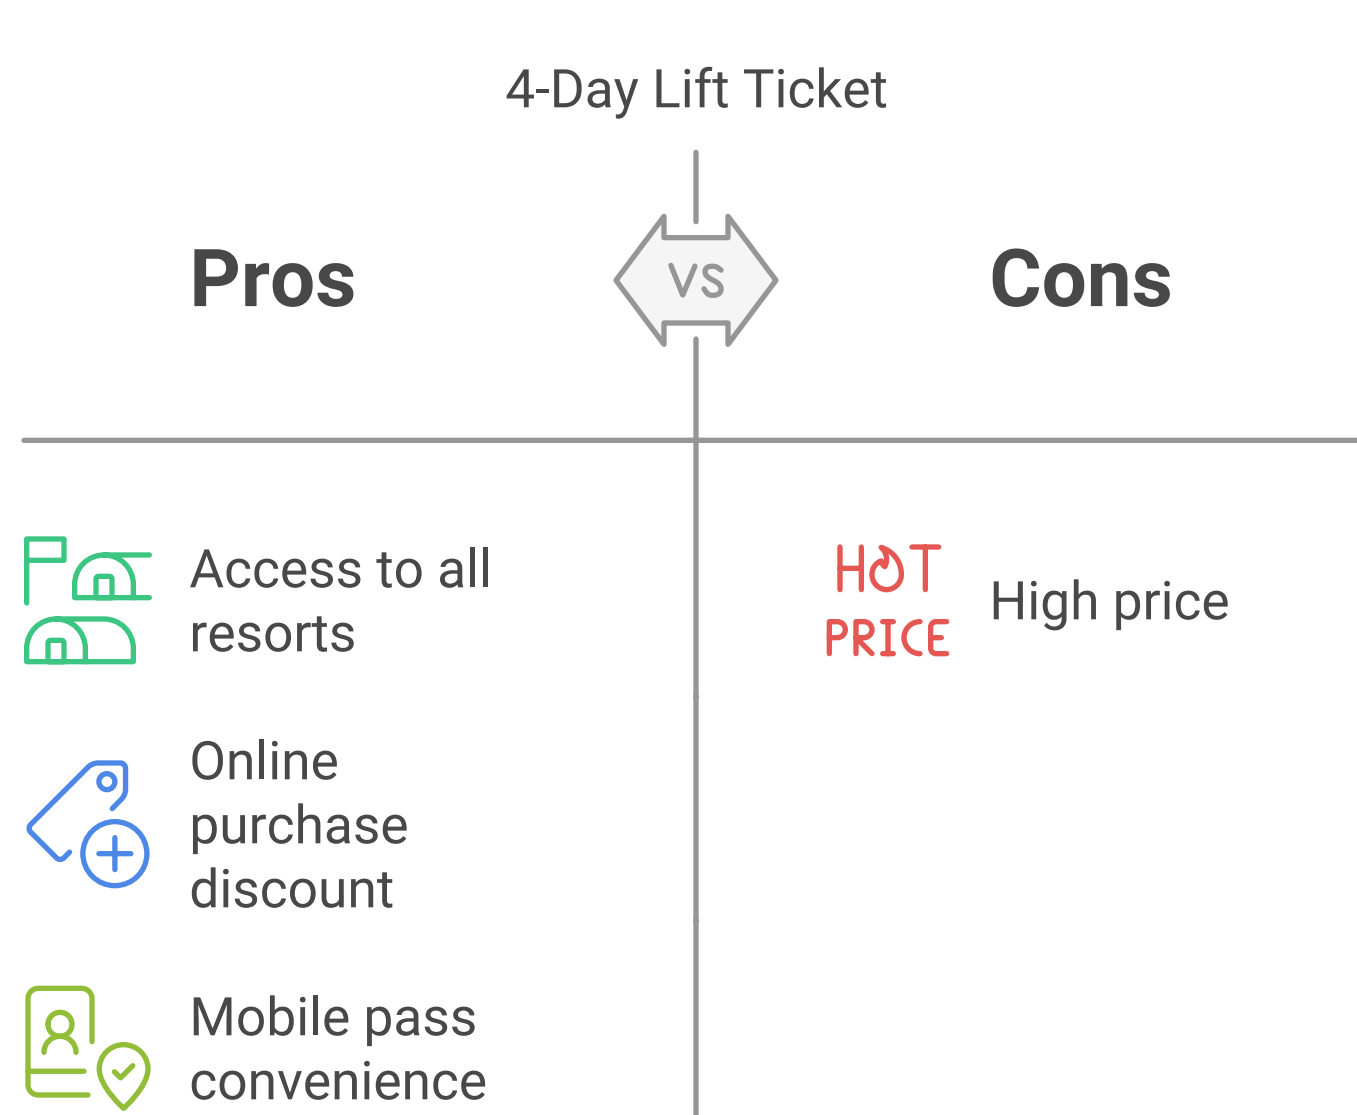 4-Day Lift Ticket
Pros
VS
Cons
Access to all
resorts
Online
purchase
discount
Mobile pass
convenience
HOT
PRICE
High price